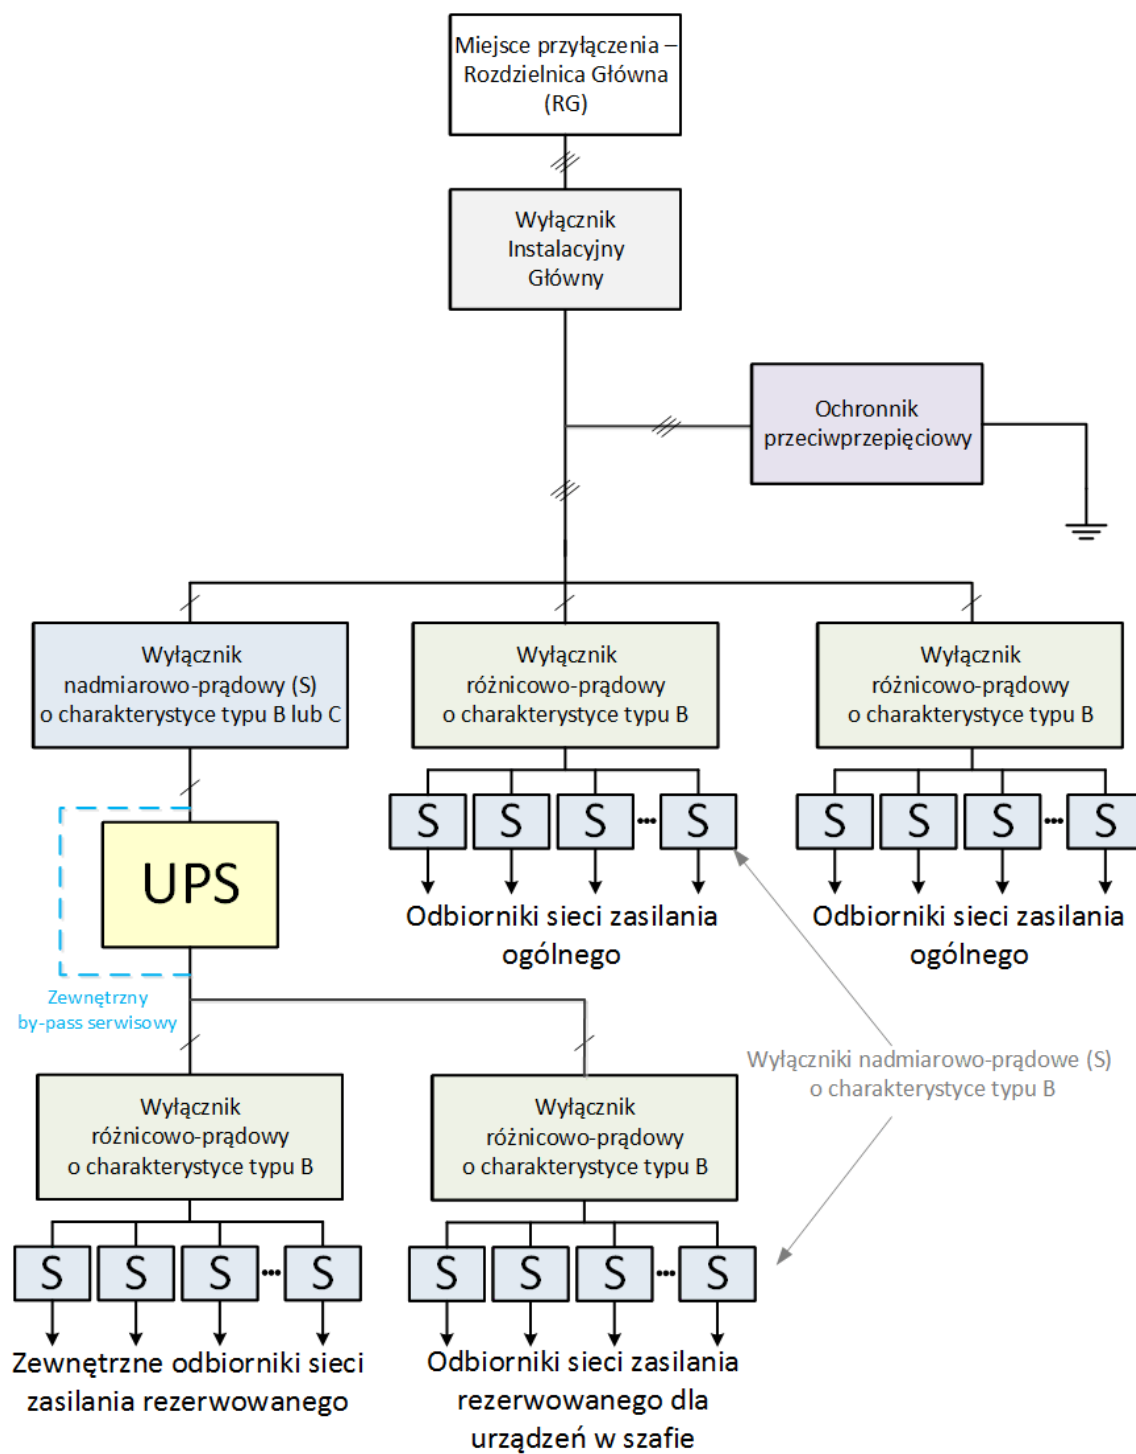 Miejsce przyłączenia –
Rozdzielnica Główna
(RG)
Wyłącznik
Instalacyjny
Główny
Ochronnik
przeciwprzepięciowy
Wyłącznik
nadmiarowo-prądowy (S)
o charakterystyce typu B lub C
Wyłącznik
różnicowo-prądowy
o charakterystyce typu B
Wyłącznik
różnicowo-prądowy
o charakterystyce typu B
S S S ... S
S S S ... S
UPS
Odbiorniki sieci zasilania
ogólnego
Odbiorniki sieci zasilania
ogólnego
Zewnętrzny
by-pass serwisowy
Wyłączniki nadmiarowo-prądowe (S)
o charakterystyce typu B
Wyłącznik
różnicowo-prądowy
o charakterystyce typu B
Wyłącznik
różnicowo-prądowy
o charakterystyce typu B
S S S ... S
S S S ... S
Zewnętrzne odbiorniki sieci
zasilania rezerwowanego
Odbiorniki sieci zasilania
rezerwowanego dla
urządzeń w szafie